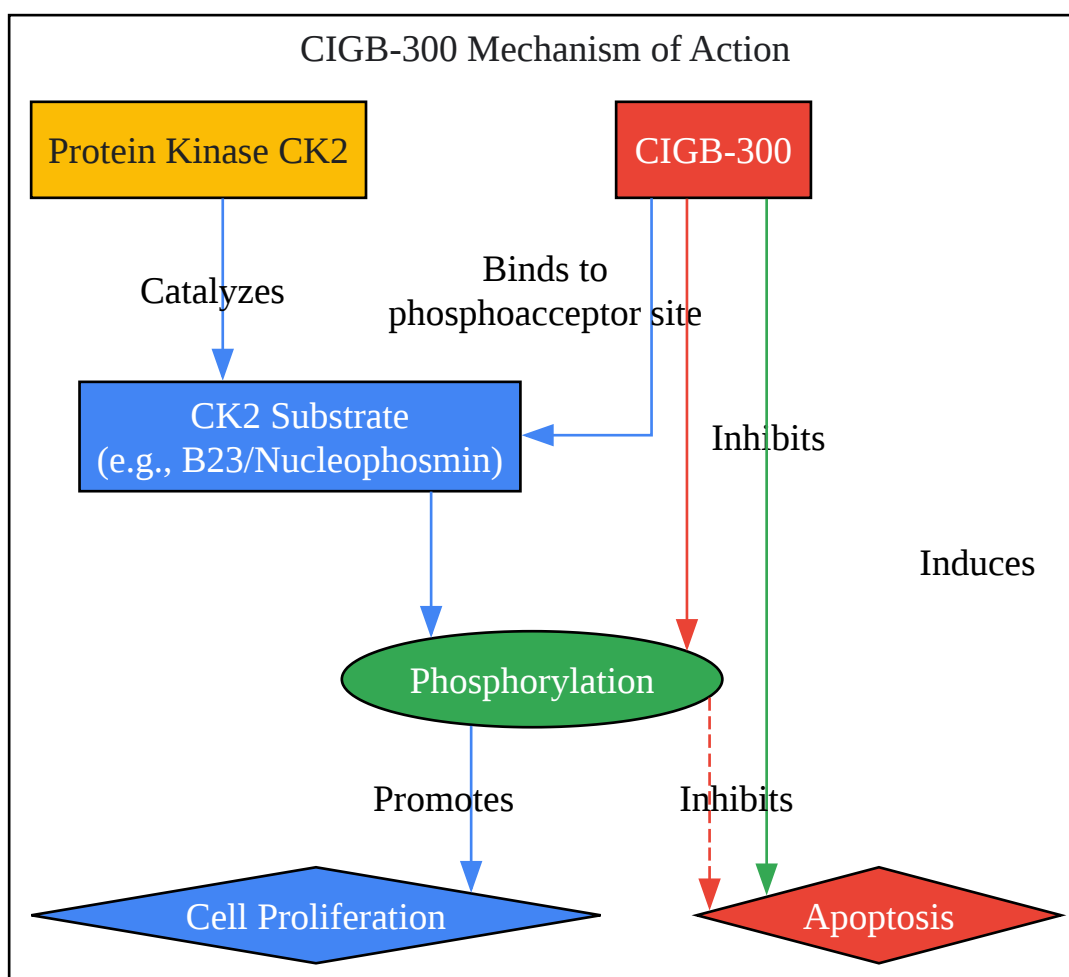 CIGB-300 Mechanism of Action
Protein Kinase CK2
CIGB-300
Catalyzes
Binds to
phosphoacceptor site
CK2 Substrate
(e.g., B23/Nucleophosmin)
Inhibits
Induces
Phosphorylation
Promotes
Inhibits
Cell Proliferation
Apoptosis